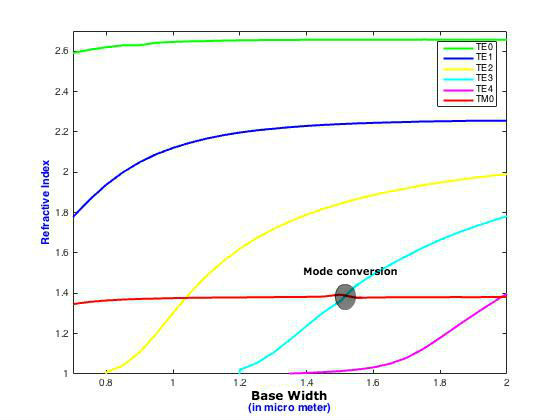 2.6
2.4
2.2
2
1.8
1.6
1.4
1.2
1
Refractive Index
TE0
TE1
TE2
TE3
TE4
TM0
Mode conversion
0.8
1
1.2
1.4
1.6
1.8
2
Base Width
(in micro meter)